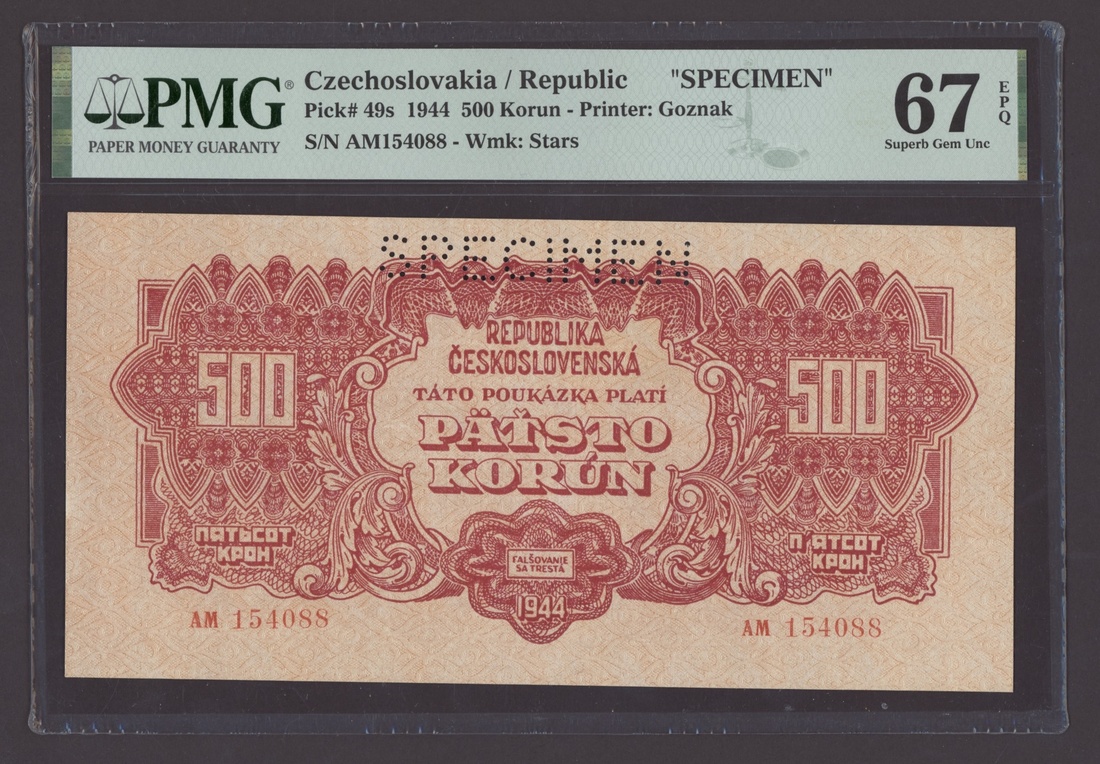 PMG®
PAPER MONEY GUARANTY
Czechoslovakia / Republic "SPECIMEN"
Pick# 49s 1944 500 Korun - Printer: Goznak
S/N AM154088 - Wmk: Stars
67
EPQ
Superb Gem Unc
SPECIMEN
REPUBLIKA
ČESKOSLOVENSKÁ
TÁTO POUKÁZKA PLATÍ
PÄŤSTO
KORÚN
500
500
ПАТЬСОТ
КРОН
П'ЯТСОТ
КРОН
FALŠOVANIE
SA TRESTÁ
1944
AM 154088
AM 154088